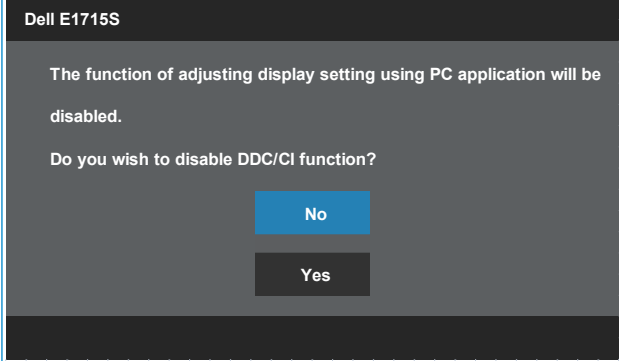 Dell E1715S
The function of adjusting display setting using PC application will be
disabled.
Do you wish to disable DDC/CI function?
No
Yes